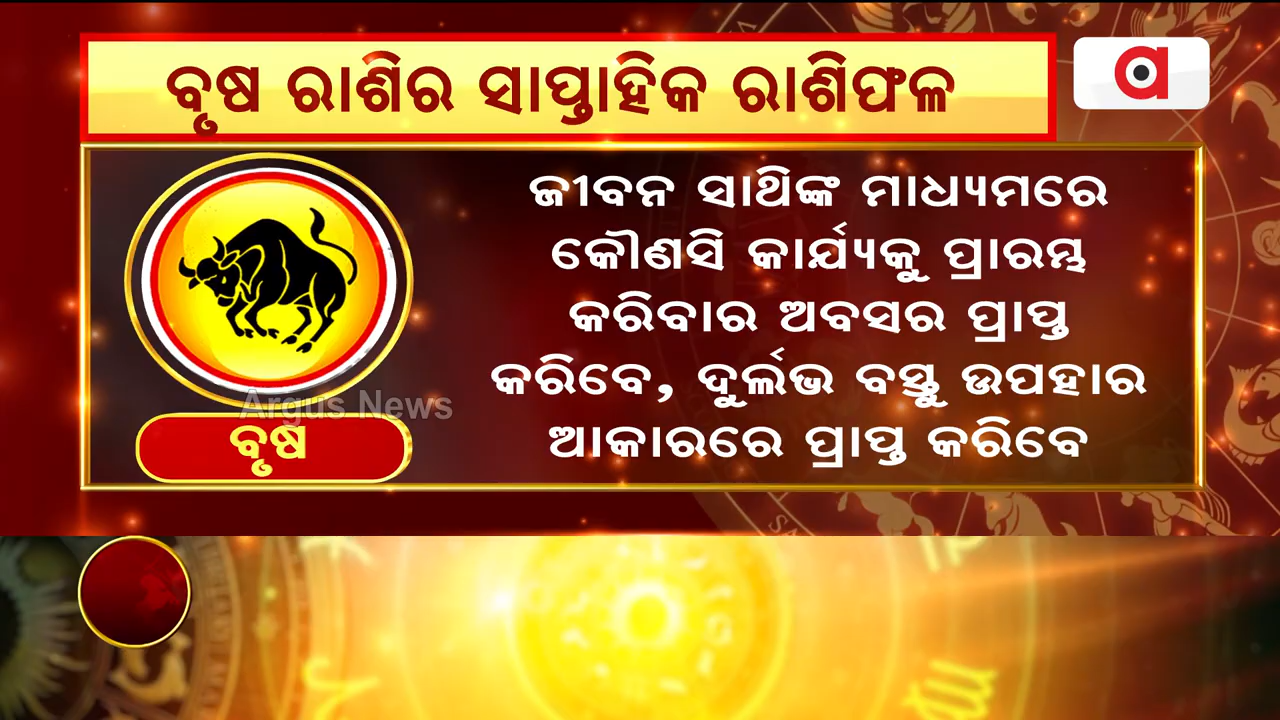 ବୃଷ ରାଶିର ସାପ୍ତାହିକ ରାଶିଫଳ
a
ଜୀବନ ସାଥିଙ୍କ ମାଧ୍ୟମରେ
କୌଣସି କାର୍ଯ୍ୟକୁ ପ୍ରାରମ୍ଭ
କରିବାର ଅବସର ପ୍ରାପ୍ତ
କରିବେ, ଦୁର୍ଲଭ ବସ୍ତୁ ଉପହାର
ଆକାରରେ ପ୍ରାପ୍ତ କରିବେ
Argus News
ବୃଷ